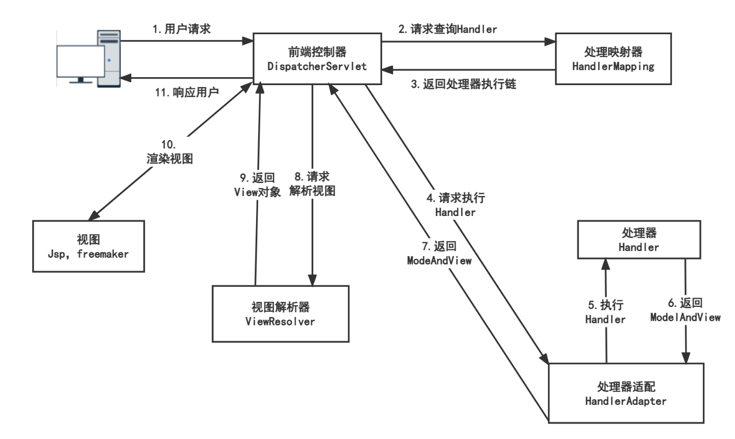 1.用户请求
前端控制器
DispatcherServlet
2.请求查询Handler
处理映射器
HandlerMapping
3.返回处理器执行链
11.响应用户
10.
渲染视图
9.返回
View对象
8.请求
解析视图
4.请求执行
Handler
7.返回
ModeAndView
视图
Jsp, freemaker
处理器
Handler
视图解析器
ViewResolver
5.执行
Handler
6.返回
ModelAndView
处理器适配
HandlerAdapter